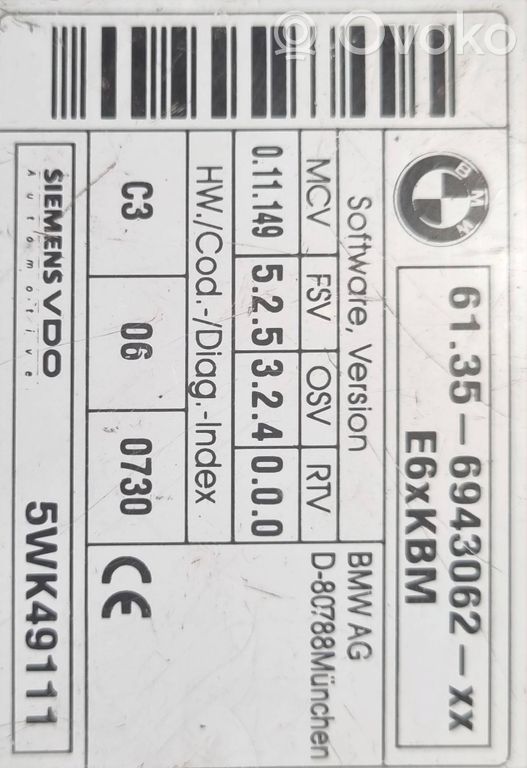 Ovoko
BMW
61.35-6943062-xx
E6xKBM
Software, Version
BMW AG
D-80788München
MCV FSV OSV RTV
0.11.149 5.2.5 3.2.4 0.0.0
HW./Cod.-/Diag.-Index
C3 06 0730
CE
SIEMENS VDO
Automotive
5WK49111